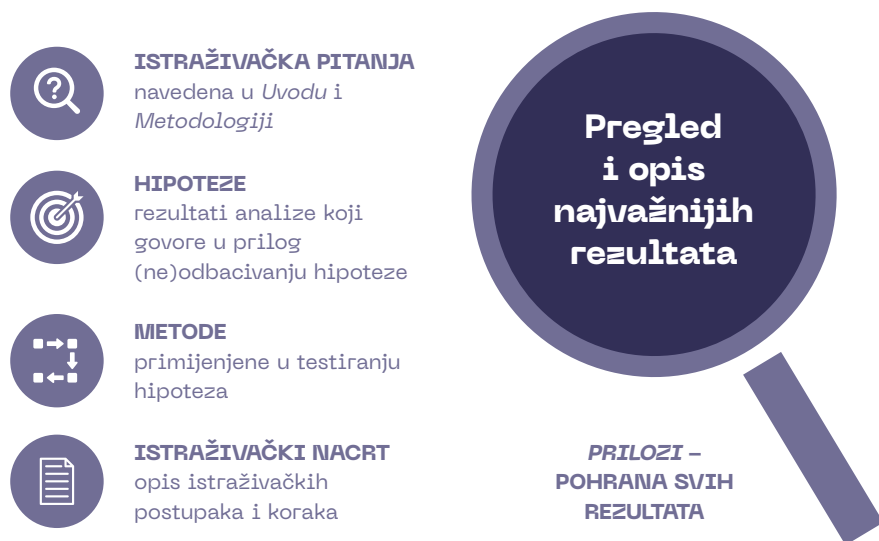 ISTRAŽIVAČKA PITANJA
navedena u Uvodu i
Metodologiji
HIPOTEZE
rezultati analize koji
govore u prilog
(ne)odbacivanju hipoteze
METODE
primijenjene u testiranju
hipoteza
ISTRAŽIVAČKI NACRT
opis istraživačkih
postupaka i koraka
?
Pregled
i opis
najvažnijih
rezultata
PRILOZI –
POHRANA SVIH
REZULTATA